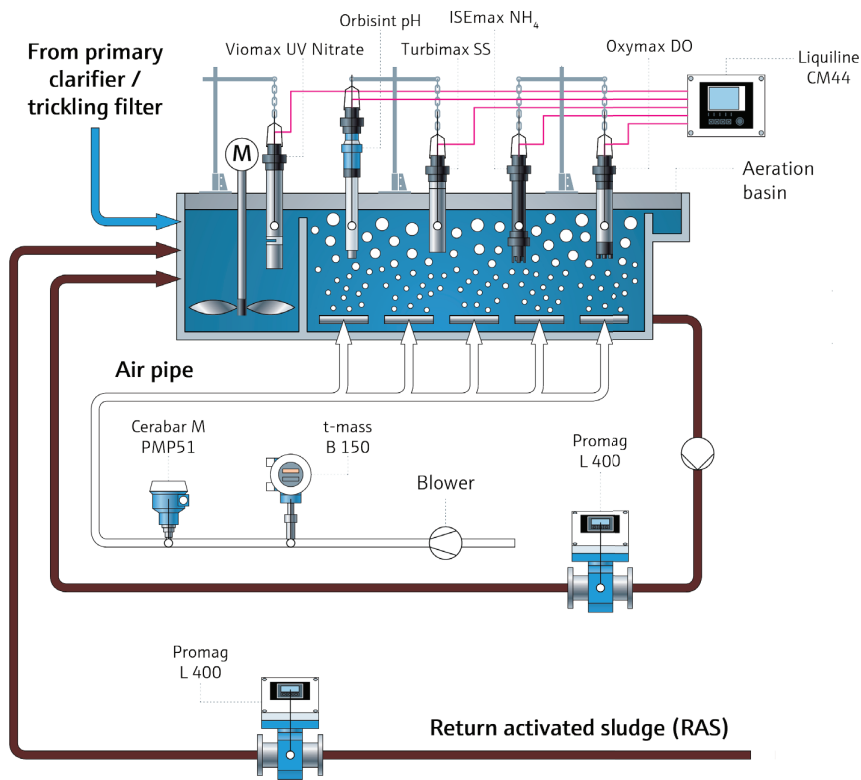 Orbisint pH
ISEmax NH4
Viomax UV Nitrate
Turbimax SS
Oxymax DO
Liquiline
CM44
From primary
clarifier /
trickling filter
M
Aeration
basin
Air pipe
Cerabar M
PMP51
t-mass
B 150
Blower
Promag
L 400
Promag
L 400
Return activated sludge (RAS)